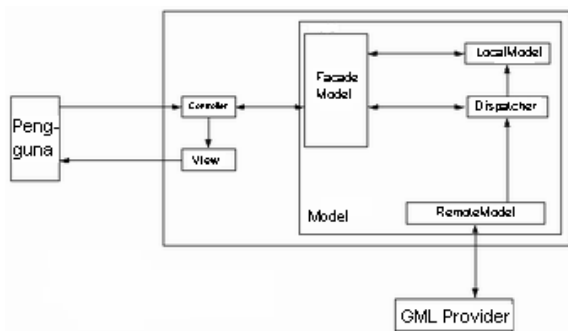 Peng-
guna
Controller
View
Facade
Model
LocalModel
Dispatcher
RemoteModel
Model
GML Provider